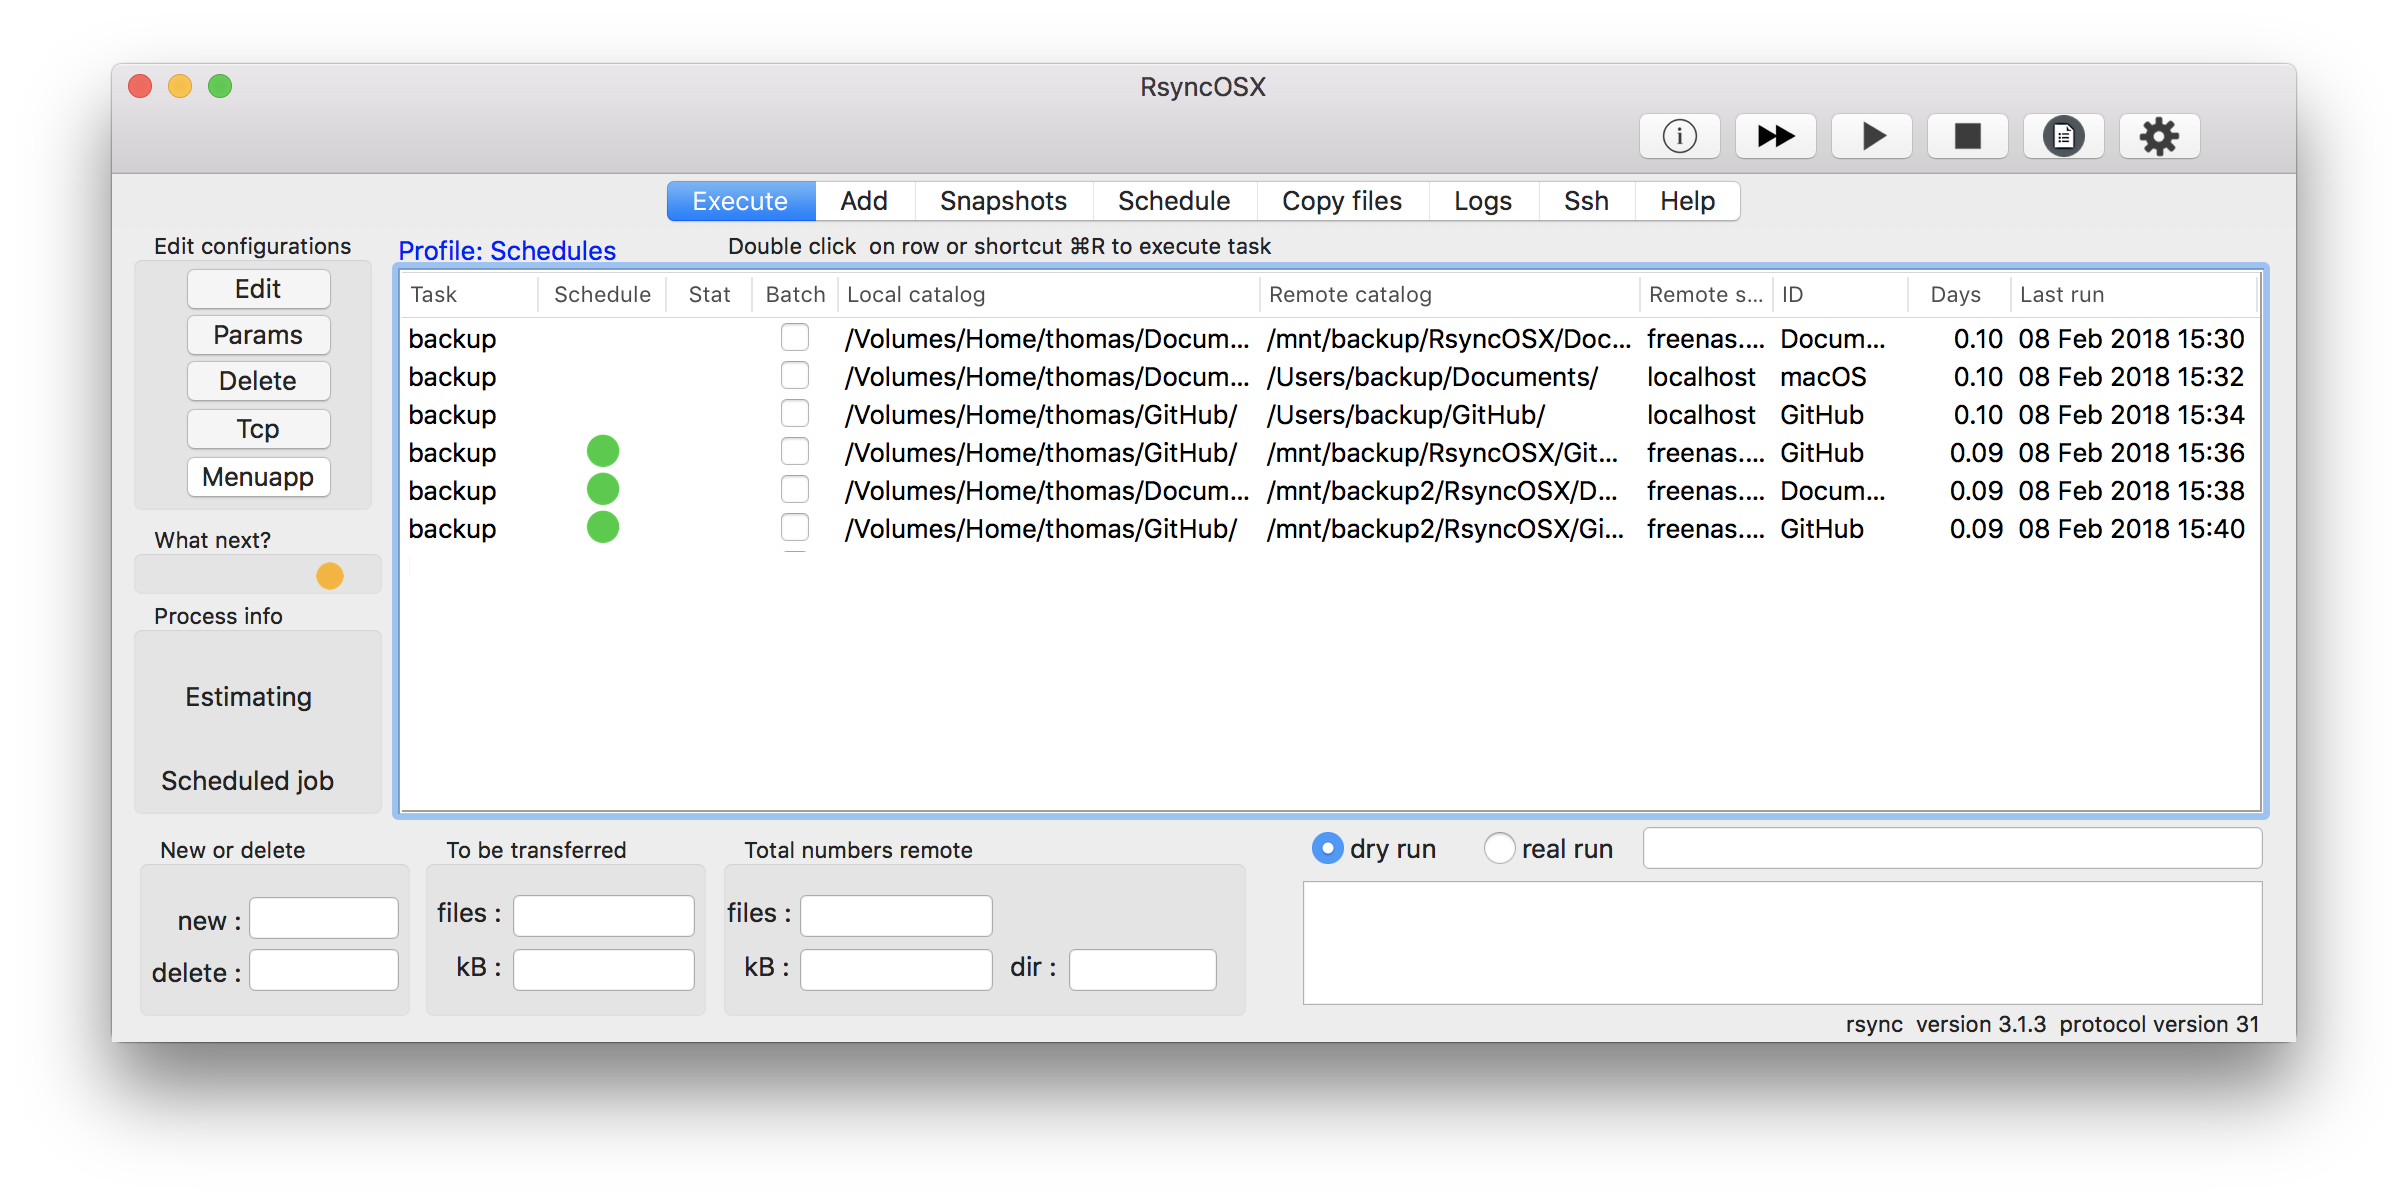 RsyncOSX
Execute Add Snapshots Schedule Copy files Logs Ssh Help
Edit configurations
Edit
Params
Delete
Tcp
Menuapp
What next?
Process info
Estimating
Scheduled job
Profile: Schedules
Double click on row or shortcut ⌘R to execute task
Task Schedule Stat Batch Local catalog Remote catalog Remote s... ID Days Last run
backup /Volumes/Home/thomas/Docum... /mnt/backup/RsyncOSX/Doc... freenas.... Docum... 0.10 08 Feb 2018 15:30
backup /Volumes/Home/thomas/Docum... /Users/backup/Documents/ localhost macOS 0.10 08 Feb 2018 15:32
backup /Volumes/Home/thomas/GitHub/ /Users/backup/GitHub/ localhost GitHub 0.10 08 Feb 2018 15:34
backup /Volumes/Home/thomas/GitHub/ /mnt/backup/RsyncOSX/Git... freenas.... GitHub 0.09 08 Feb 2018 15:36
backup /Volumes/Home/thomas/Docum... /mnt/backup2/RsyncOSX/D... freenas.... Docum... 0.09 08 Feb 2018 15:38
backup /Volumes/Home/thomas/GitHub/ /mnt/backup2/RsyncOSX/Gi... freenas.... GitHub 0.09 08 Feb 2018 15:40
New or delete
new :
delete :
To be transferred
files :
kB :
Total numbers remote
files :
kB : dir :
dry run real run
rsync version 3.1.3 protocol version 31